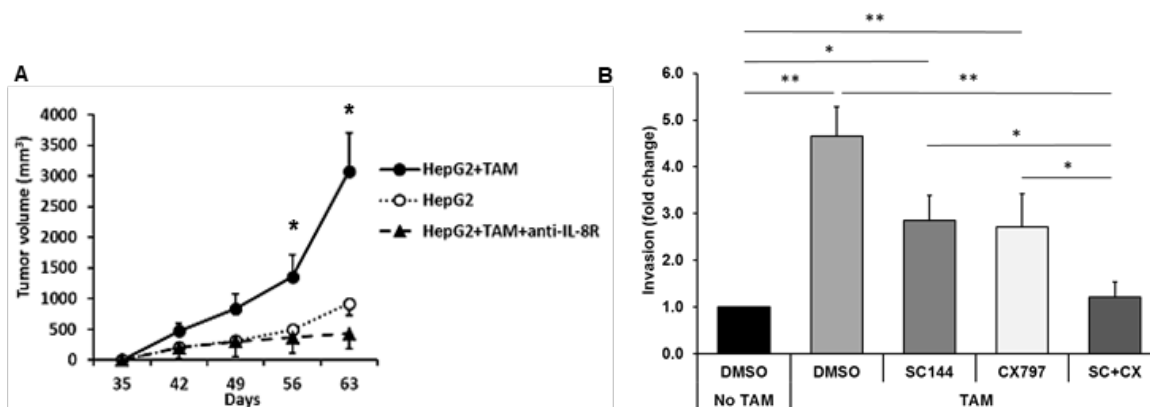 A
Tumor volume (mm³)
4000
3500
3000
2500
2000
1500
1000
500
0
35 42 49 56 63
Days
*
*
HepG2+TAM
HepG2
HepG2+TAM+anti-IL-8R
B
Invasion (fold change)
6.0
5.0
4.0
3.0
2.0
1.0
0.0
**
*
** **
*
*
DMSO DMSO SC144 CX797 SC+CX
No TAM TAM